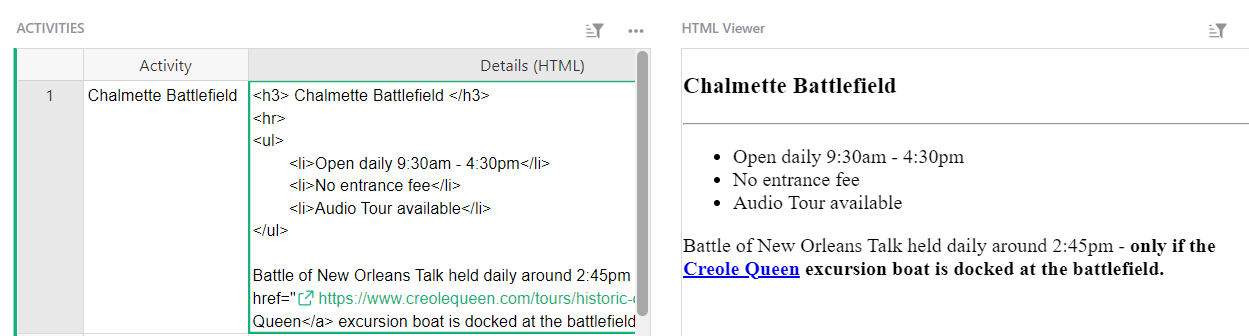 ACTIVITIES
Activity
Details (HTML)
1
Chalmette Battlefield
<h3> Chalmette Battlefield </h3>
<hr>
<ul>
<li>Open daily 9:30am - 4:30pm</li>
<li>No entrance fee</li>
<li>Audio Tour available</li>
</ul>
Battle of New Orleans Talk held daily around 2:45pm
href=" https://www.creolequeen.com/tours/historic-
Queen</a> excursion boat is docked at the battlefield
HTML Viewer
Chalmette Battlefield
• Open daily 9:30am - 4:30pm
• No entrance fee
• Audio Tour available
Battle of New Orleans Talk held daily around 2:45pm - only if the
Creole Queen excursion boat is docked at the battlefield.